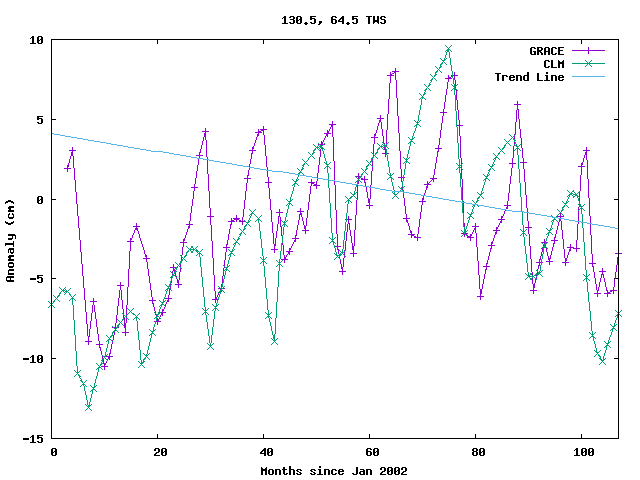 130.5, 64.5 TWS
GRACE
CLM
Trend Line
10
5
0
-5
-10
-15
Anomaly (cm)
0 20 40 60 80 100
Months since Jan 2002